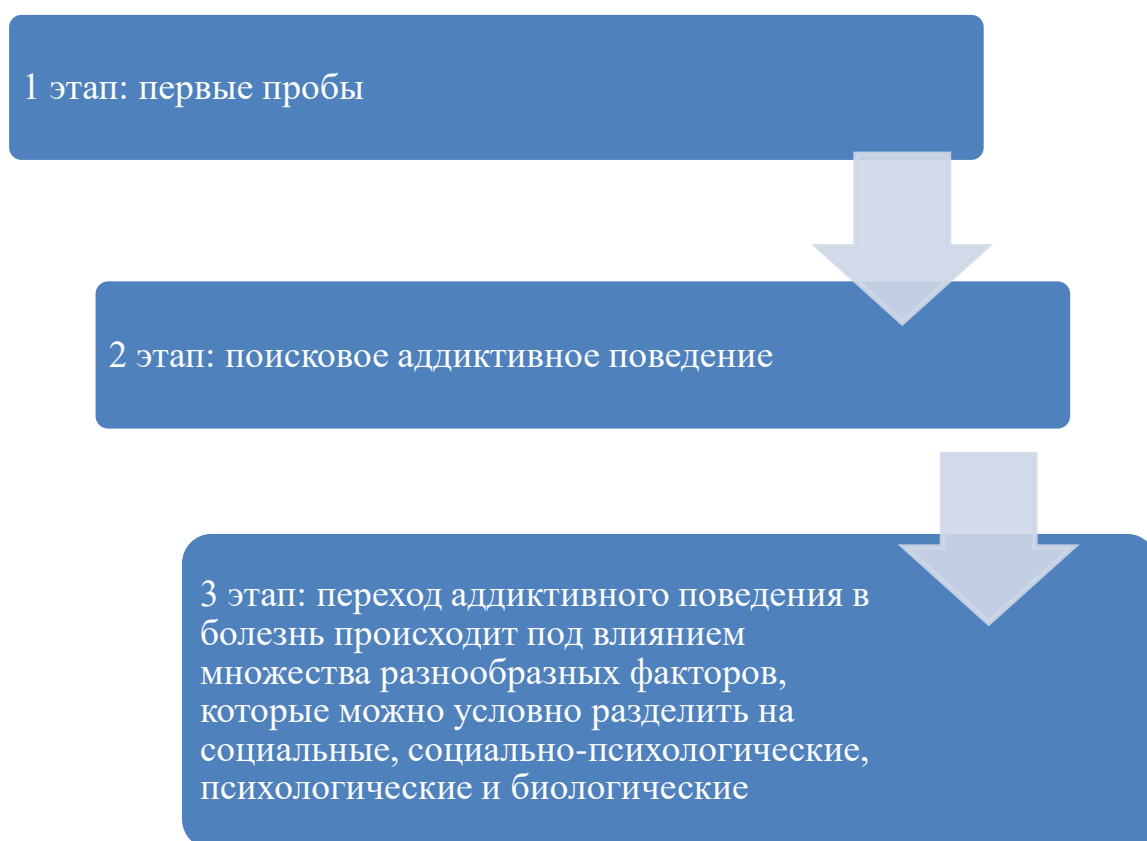 1 этап: первые пробы
2 этап: поисковое аддиктивное поведение
3 этап: переход аддиктивного поведения в
болезнь происходит под влиянием
множества разнообразных факторов,
которые можно условно разделить на
социальные, социально-психологические,
психологические и биологические